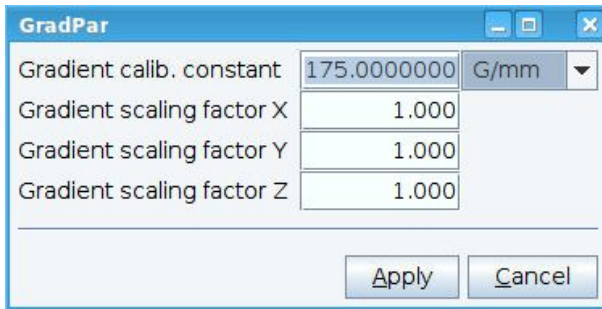 GradPar
Gradient calib. constant 175.0000000 G/mm
Gradient scaling factor X 1.000
Gradient scaling factor Y 1.000
Gradient scaling factor Z 1.000
Apply Cancel